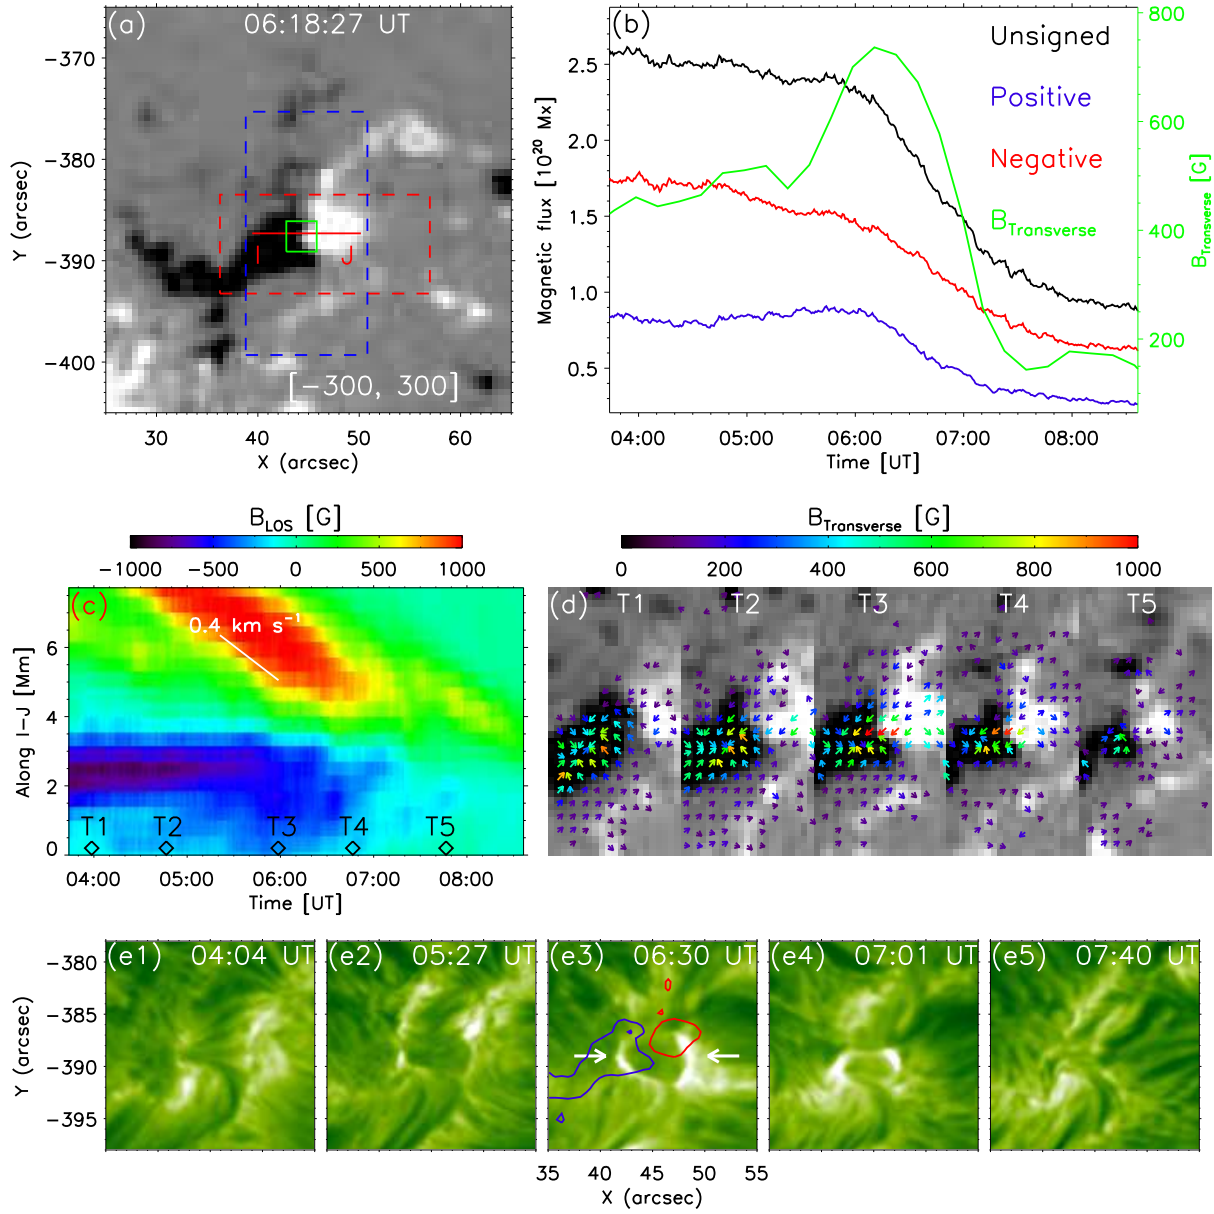 (a) 06:18:27 UT
−370
−380
−390
−400
Y (arcsec)
I J
[−300, 300]
30 40 50 60
X (arcsec)
(b)
Unsigned
Positive
Negative
B_Transverse
2.5
2.0
1.5
1.0
0.5
Magnetic flux [10²⁰ Mx]
800
600
400
200
B_Transverse [G]
04:00 05:00 06:00 07:00 08:00
Time [UT]
B_LOS [G]
−1000 −500 0 500 1000
(c)
0.4 km s⁻¹
6
4
2
0
Along I−J [Mm]
T1 T2 T3 T4 T5
04:00 05:00 06:00 07:00 08:00
Time [UT]
B_Transverse [G]
0 200 400 600 800 1000
(d) T1 T2 T3 T4 T5
(e1) 04:04 UT
(e2) 05:27 UT
(e3) 06:30 UT
(e4) 07:01 UT
(e5) 07:40 UT
−380
−385
−390
−395
Y (arcsec)
35 40 45 50 55
X (arcsec)